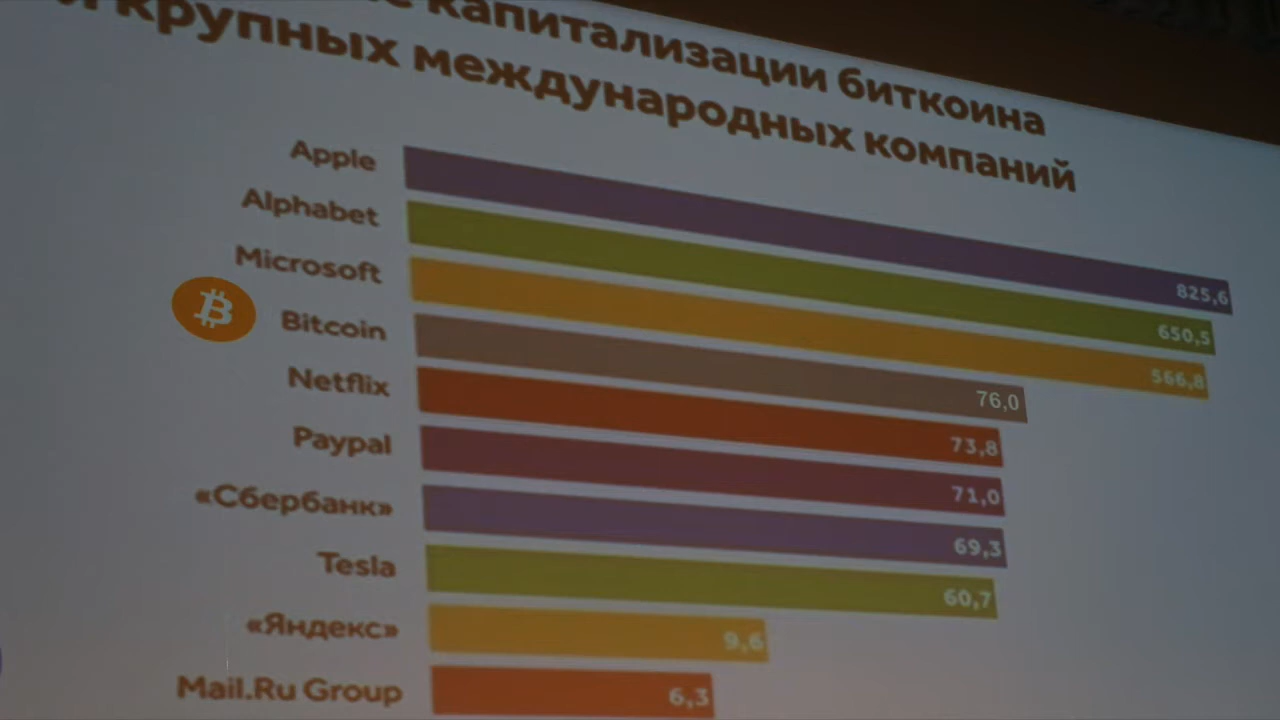 капитализации биткоина
крупных международных компаний
Apple 825,6
Alphabet 650,5
Microsoft 566,8
Bitcoin 76,0
Netflix 73,8
Paypal 71,0
«Сбербанк» 69,3
Tesla 60,7
«Яндекс» 9,6
Mail.Ru Group 6,3